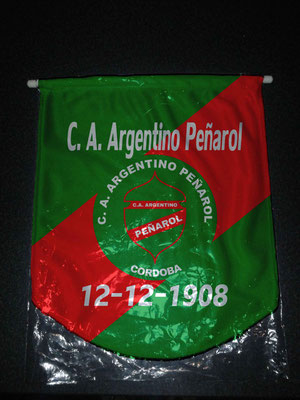 C. A. Argentino Peñarol
C. A. ARGENTINO PEÑAROL
C.A. ARGENTINO
PEÑAROL
CORDOBA
12-12-1908